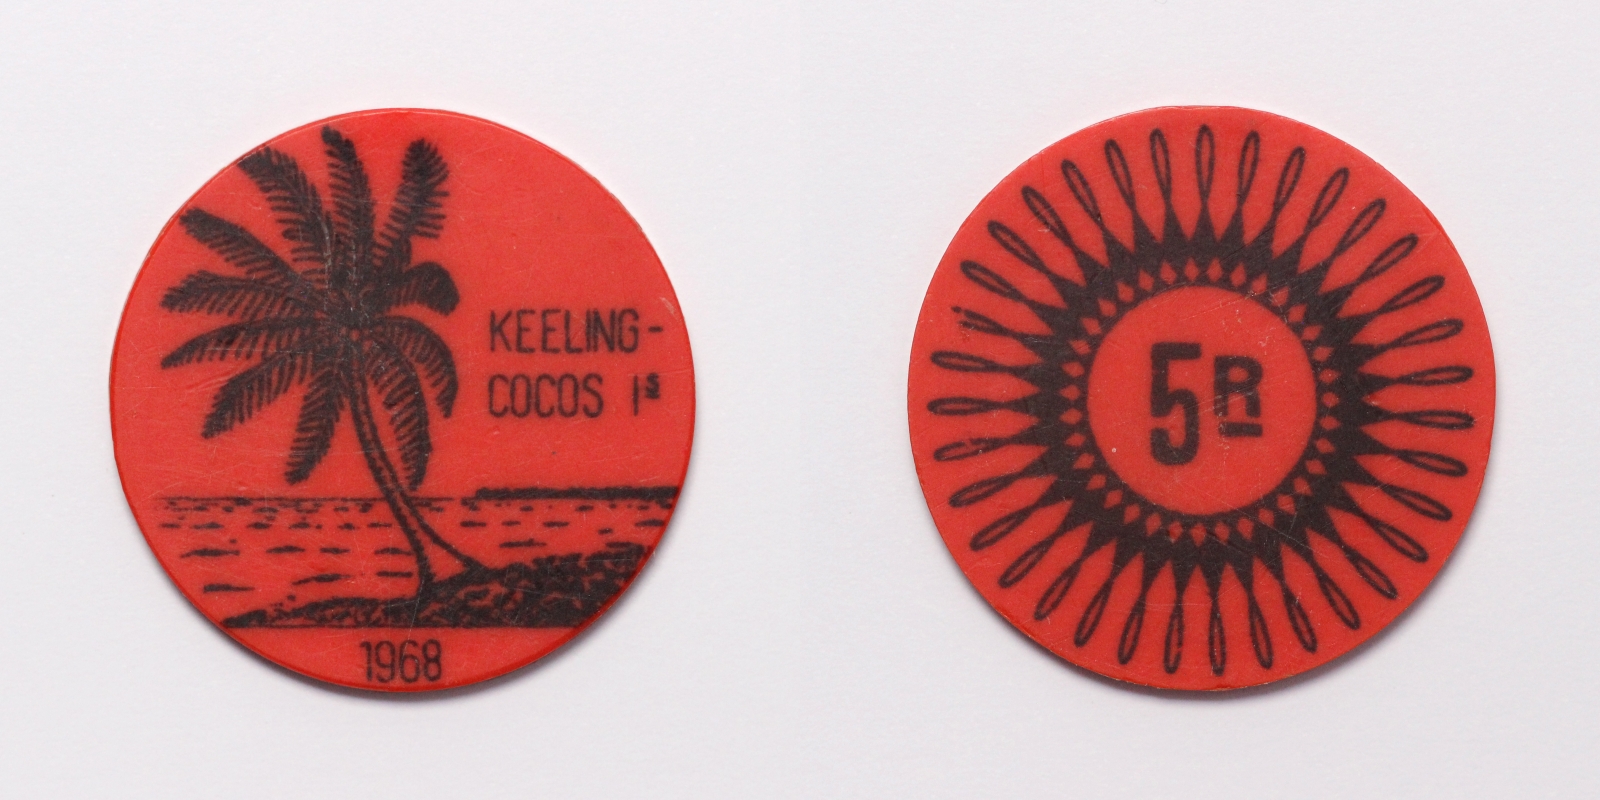 KEELING-
COCOS Is
1968
5R